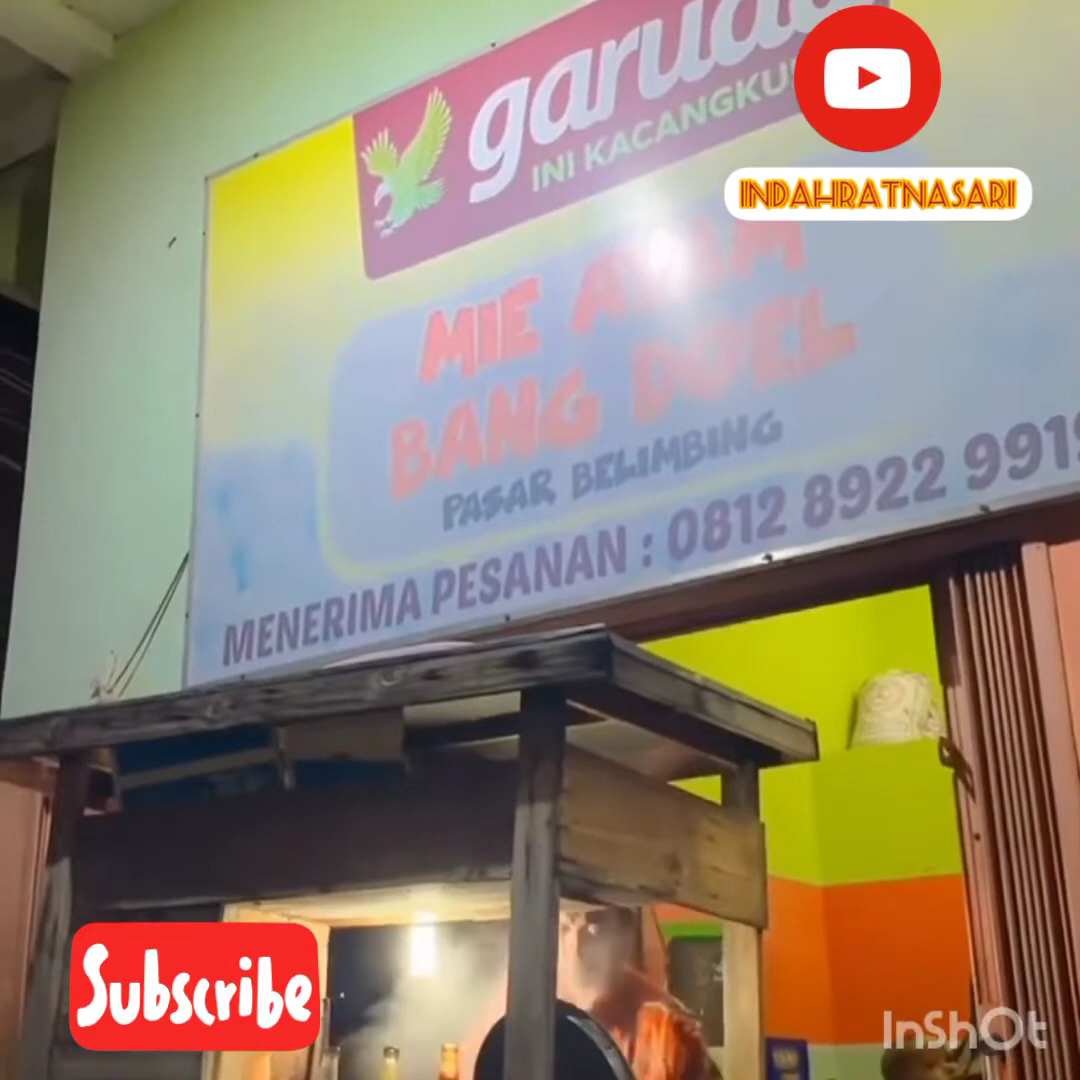 garuda
INI KACANGKU
INDAHRATNASARI
MIE AYAM
BANG DOEL
PASAR BELIMBING
MENERIMA PESANAN : 0812 8922 991
Subscribe
InShOt